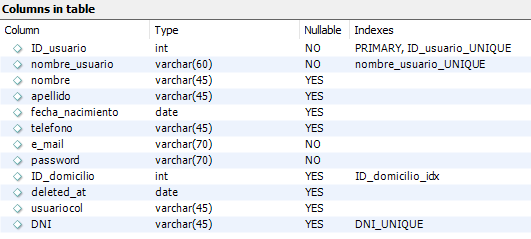 Columns in table
Column Type Nullable Indexes
ID_usuario int NO PRIMARY, ID_usuario_UNIQUE
nombre_usuario varchar(60) NO nombre_usuario_UNIQUE
nombre varchar(45) YES
apellido varchar(45) YES
fecha_nacimiento date YES
telefono varchar(45) YES
e_mail varchar(70) NO
password varchar(70) NO
ID_domicilio int YES ID_domicilio_idx
deleted_at date YES
usuariocol varchar(45) YES
DNI varchar(45) YES DNI_UNIQUE